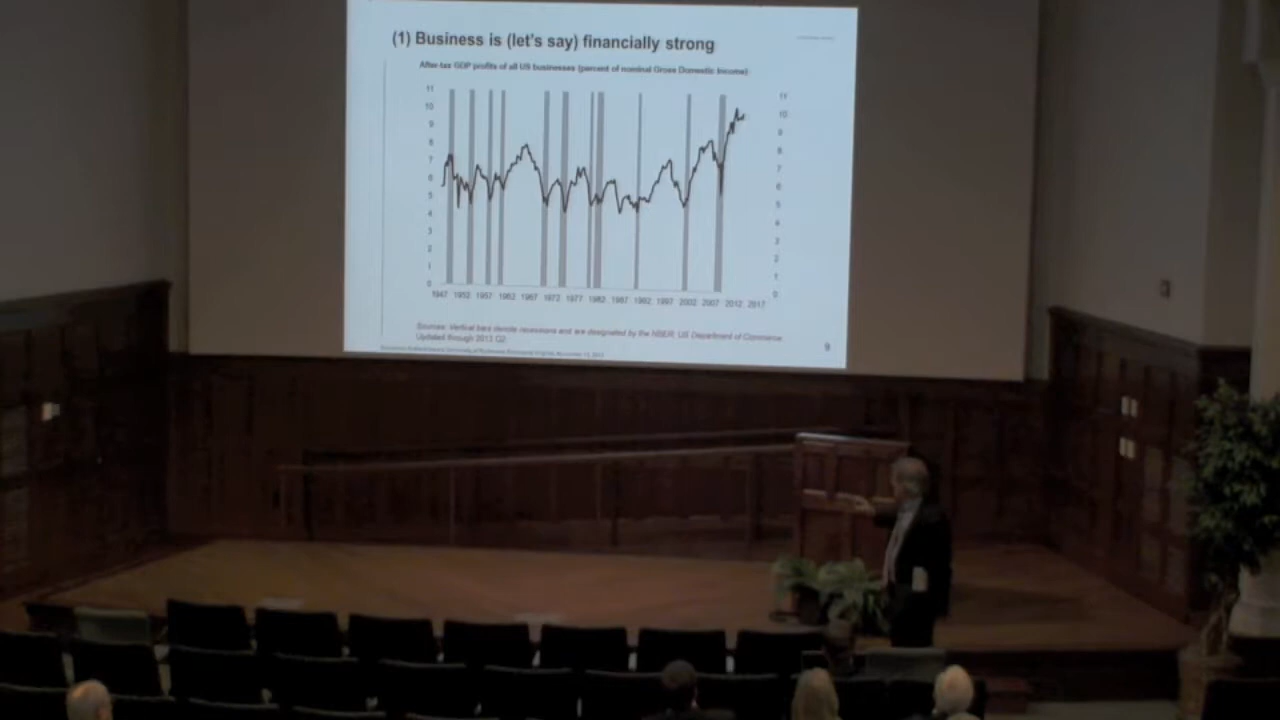 (1) Business is (let's say) financially strong
After-tax GDP profits of all US businesses (percent of nominal Gross Domestic Income)
11 11
10 10
9 9
8 8
7 7
6 6
5 5
4 4
3 3
2 2
1 1
0 0
1947 1952 1957 1962 1967 1972 1977 1982 1987 1992 1997 2002 2007 2012 2017
Sources: Vertical bars denote recessions and are designated by the NBER; US Department of Commerce
Updated through 2013 Q2.
9